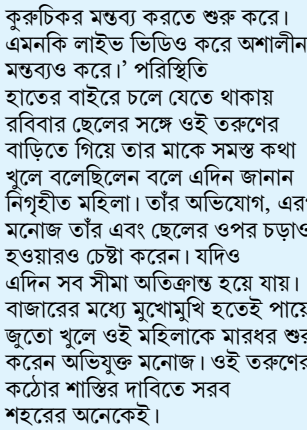 কুরুচিকর মন্তব্য করতে শুরু করে।
এমনকি লাইভ ভিডিও করে অশালীন
মন্তব্যও করে।’ পরিস্থিতি
হাতের বাইরে চলে যেতে থাকায়
রবিবার ছেলের সঙ্গে ওই তরুণের
বাড়িতে গিয়ে তার মাকে সমস্ত কথা
খুলে বলেছিলেন বলে এদিন জানান
নিগৃহীত মহিলা। তাঁর অভিযোগ,
মনোজ তাঁর এবং ছেলের ওপর
হওয়ারও চেষ্টা করেন। যদিও
এদিন সব সীমা অতিক্রান্ত হয়ে যায়।
বাজারের মধ্যে মুখোমুখি হতেই
জুতো খুলে ওই মহিলাকে মারধর
করেন অভিযুক্ত মনোজ। ওই তরুণের
কঠোর শাস্তির দাবিতে সরব
শহরের অনেকেই।